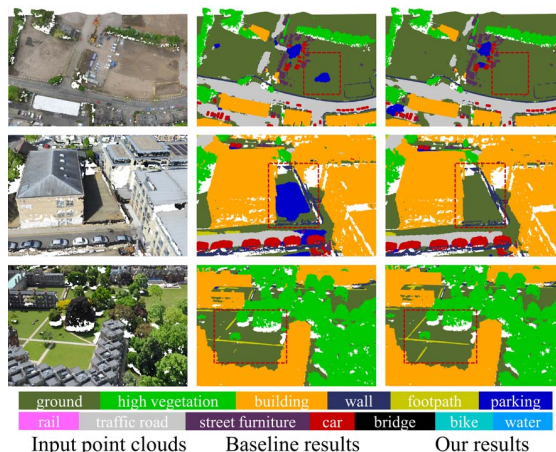 ground high vegetation building wall footpath parking
rail traffic road street furniture car bridge bike water
Input point clouds Baseline results Our results